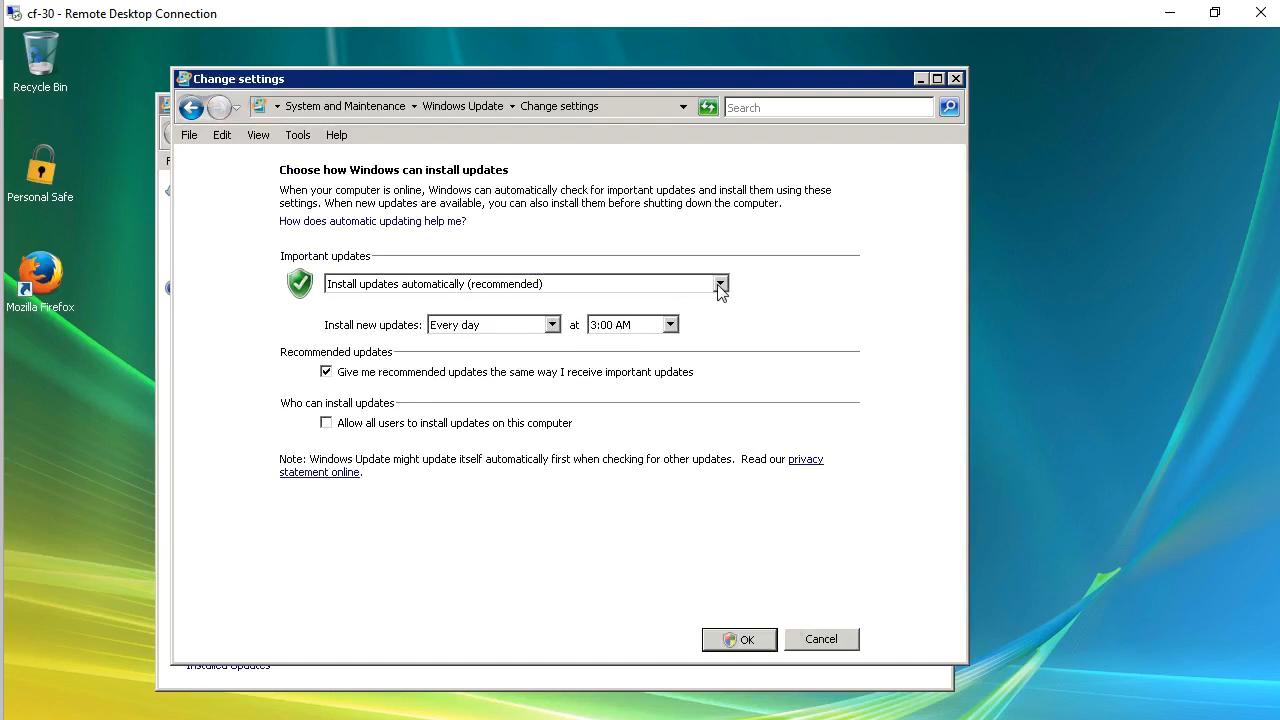 cf-30 - Remote Desktop Connection
Recycle Bin
Personal Safe
Mozilla Firefox
Change settings
System and Maintenance
Windows Update
Change settings
Search
File Edit View Tools Help
Choose how Windows can install updates
When your computer is online, Windows can automatically check for important updates and install them using these
settings. When new updates are available, you can also install them before shutting down the computer.
How does automatic updating help me?
Important updates
Install updates automatically (recommended)
Install new updates: Every day at 3:00 AM
Recommended updates
Give me recommended updates the same way I receive important updates
Who can install updates
Allow all users to install updates on this computer
Note: Windows Update might update itself automatically first when checking for other updates. Read our privacy
statement online.
OK Cancel
Installed Updates